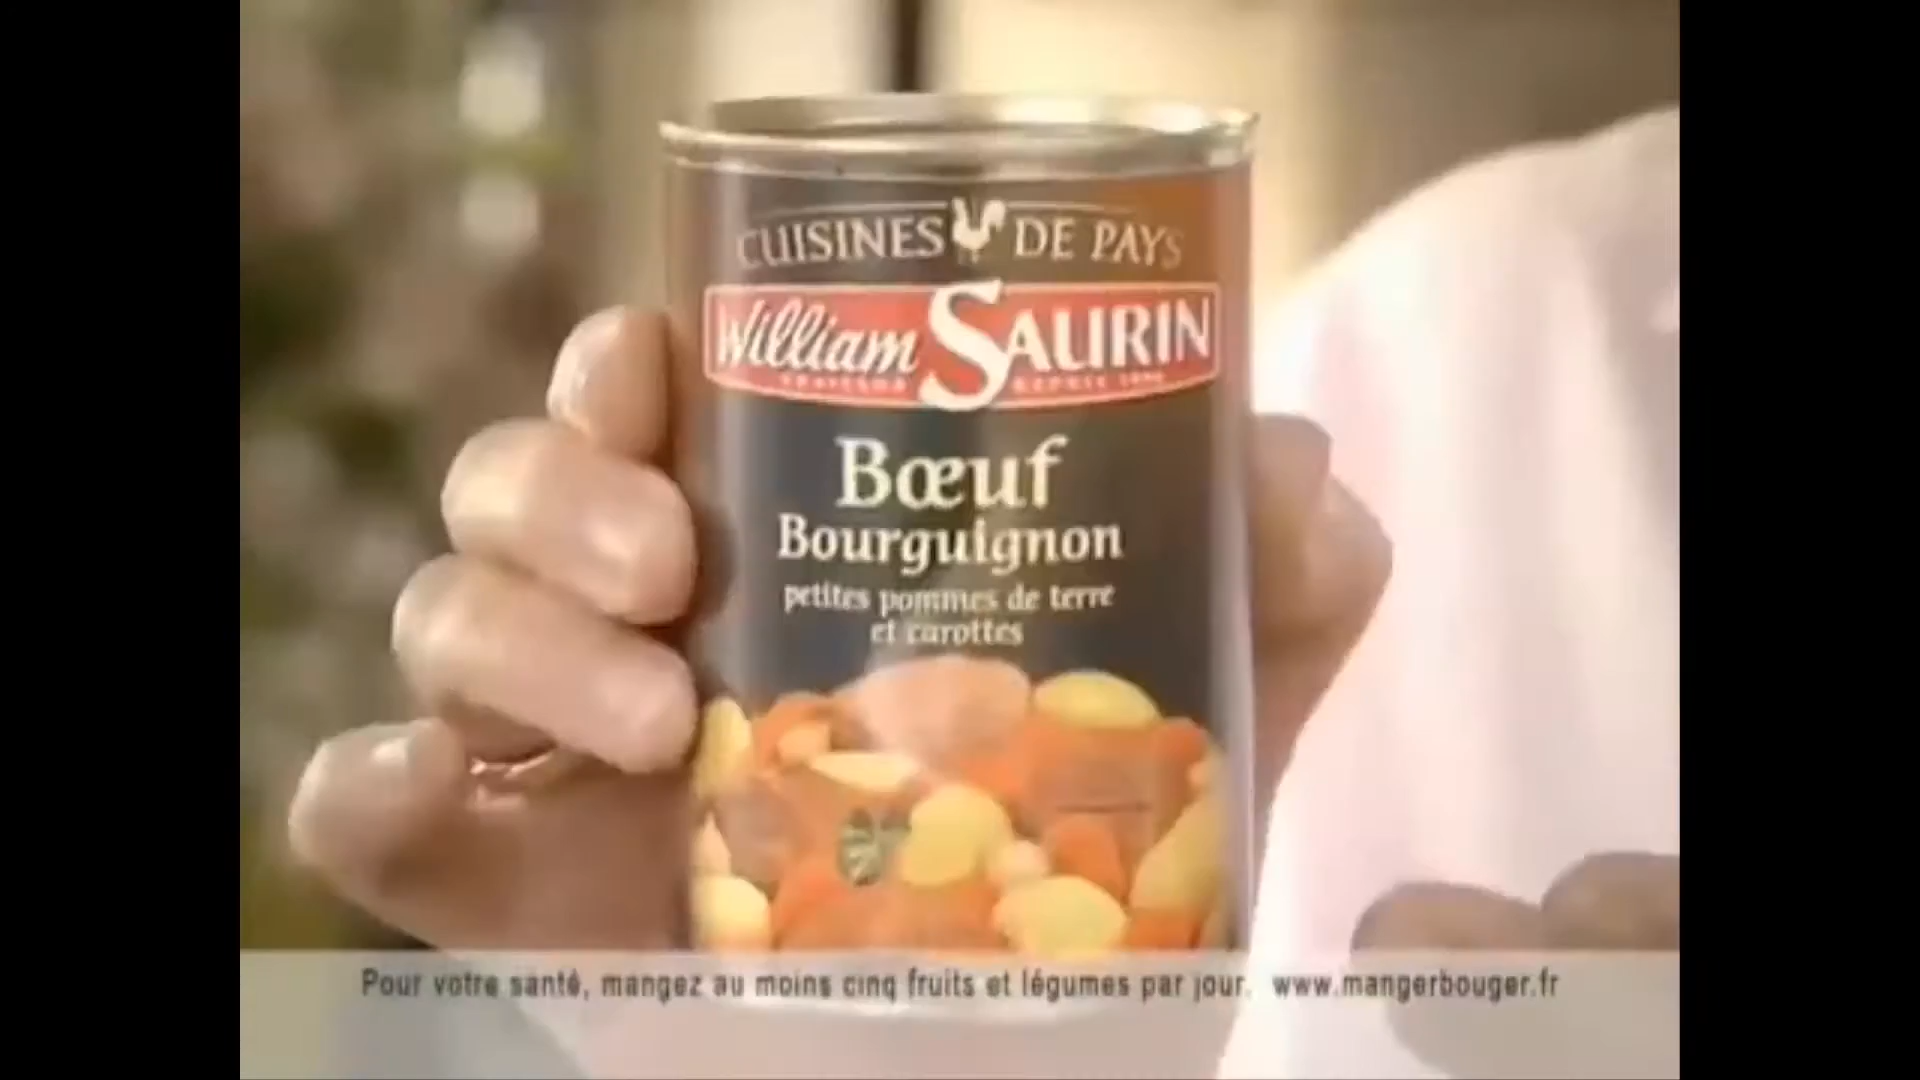 CUISINES DE PAYS
William SAURIN
DEPUIS
Bœuf
Bourguignon
petites pommes de terre
et carottes
Pour votre santé, mangez au moins cinq fruits et légumes par jour. www.mangerbouger.fr